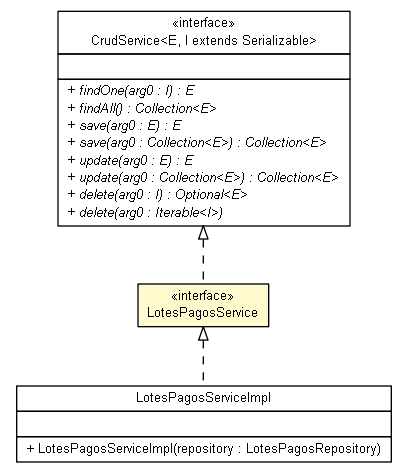 «interface»
CrudService<E, I extends Serializable>
+ findOne(arg0 : I) : E
+ findAll() : Collection<E>
+ save(arg0 : E) : E
+ save(arg0 : Collection<E>) : Collection<E>
+ update(arg0 : E) : E
+ update(arg0 : Collection<E>) : Collection<E>
+ delete(arg0 : I) : Optional<E>
+ delete(arg0 : Iterable<I>)
«interface»
LotesPagosService
LotesPagosServiceImpl
+ LotesPagosServiceImpl(repository : LotesPagosRepository)